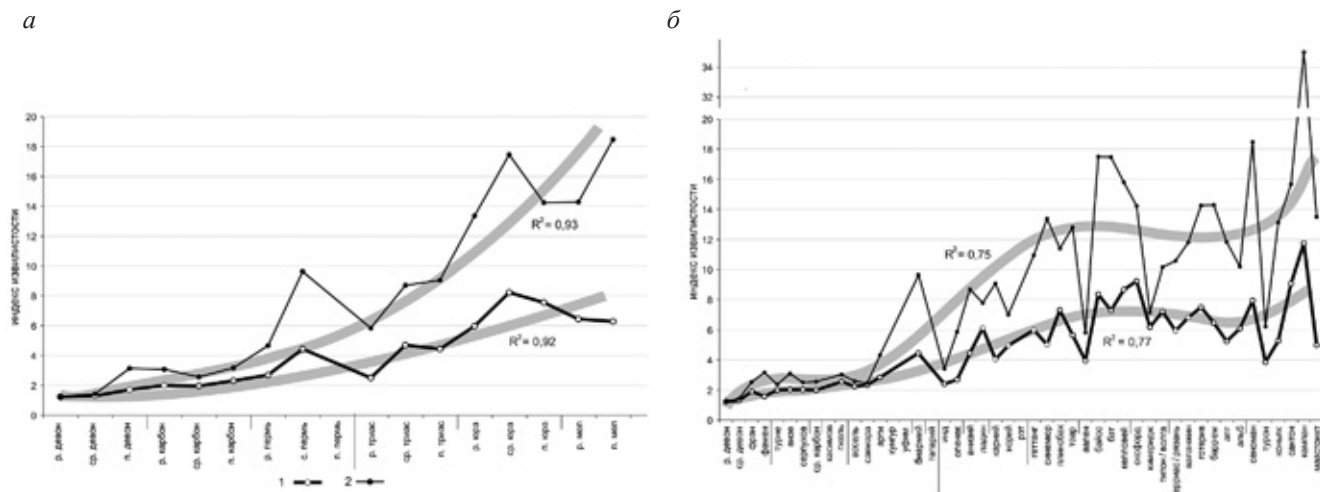 а
б
индекс извилистости
20
18
16
14
12
10
8
6
4
2
0
R² = 0,93
R² = 0,92
р. девон
ср. девон
п. девон
р. карбон
ср. карбон
п. карбон
р. пермь
с. пермь
п. пермь
р. триас
ср. триас
п. триас
р. юра
ср. юра
п. юра
р. мел
п. мел
1
2
индекс извилистости
34
32
20
18
16
14
12
10
8
6
4
2
0
R² = 0,75
R² = 0,77
р. девон
ср. девон
фран
фамен
турне
визе
серпухов
ср. карбон
касимов
гжель
ассель
сакмара
артн
кунгур
уфим
инд
оленек
анизий
ладин
карний
норий
рэт
геттанг
синемюр
плинсбах
тоар
аален
байос
бат
келловей
оксфорд
кимеридж
валанжин
готерив
баррем
апт
альб
сеноман
турон
коньяк
сантон
кампан
маастрихт